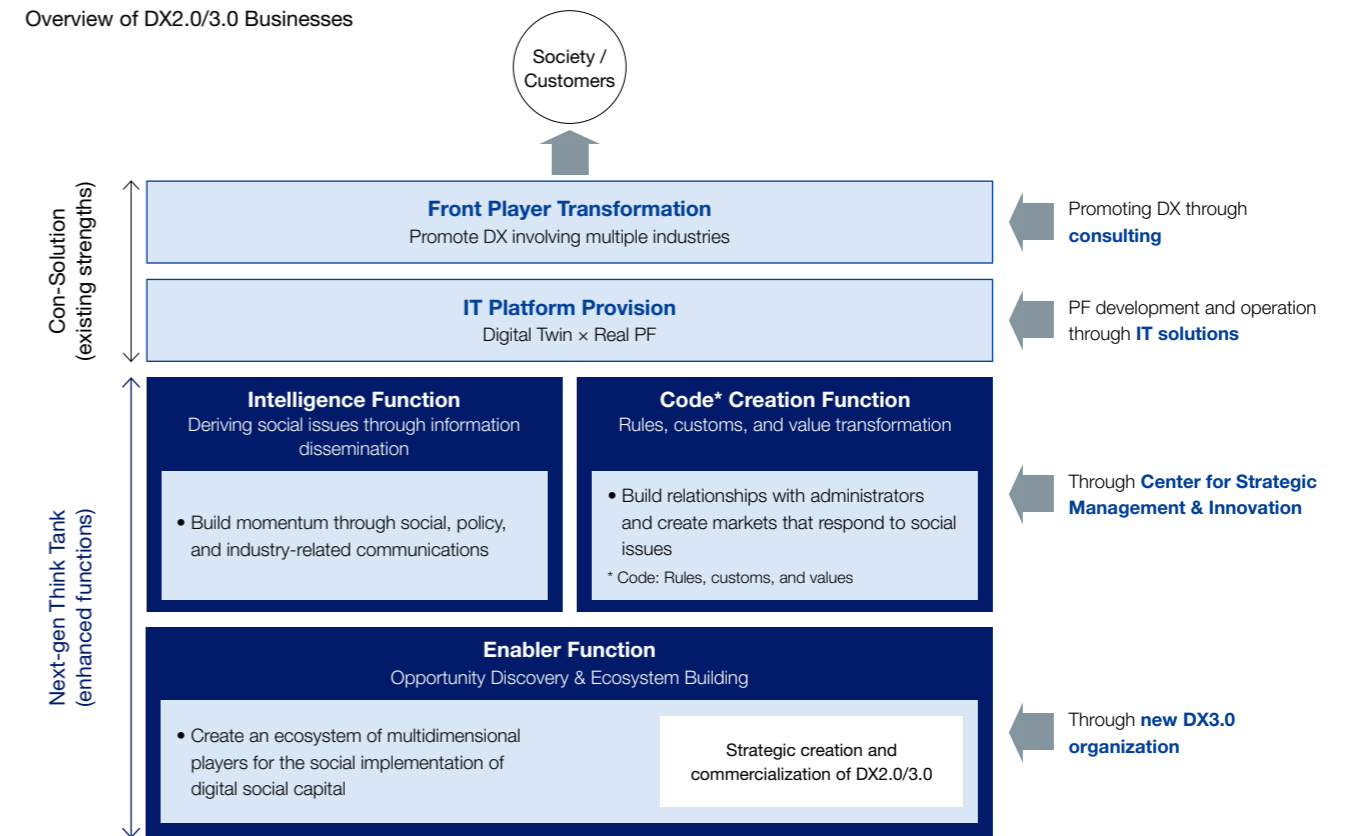 Overview of DX2.0/3.0 Businesses
Society /
Customers
Con-Solution
(existing strengths)
Front Player Transformation
Promote DX involving multiple industries
Promoting DX through
consulting
IT Platform Provision
Digital Twin × Real PF
PF development and operation
through IT solutions
Next-gen Think Tank
(enhanced functions)
Intelligence Function
Deriving social issues through information
dissemination
• Build momentum through social, policy,
and industry-related communications
Code* Creation Function
Rules, customs, and value transformation
• Build relationships with administrators
and create markets that respond to social
issues
* Code: Rules, customs, and values
Through Center for Strategic
Management & Innovation
Enabler Function
Opportunity Discovery & Ecosystem Building
• Create an ecosystem of multidimensional
players for the social implementation of
digital social capital
Strategic creation and
commercialization of DX2.0/3.0
Through new DX3.0
organization